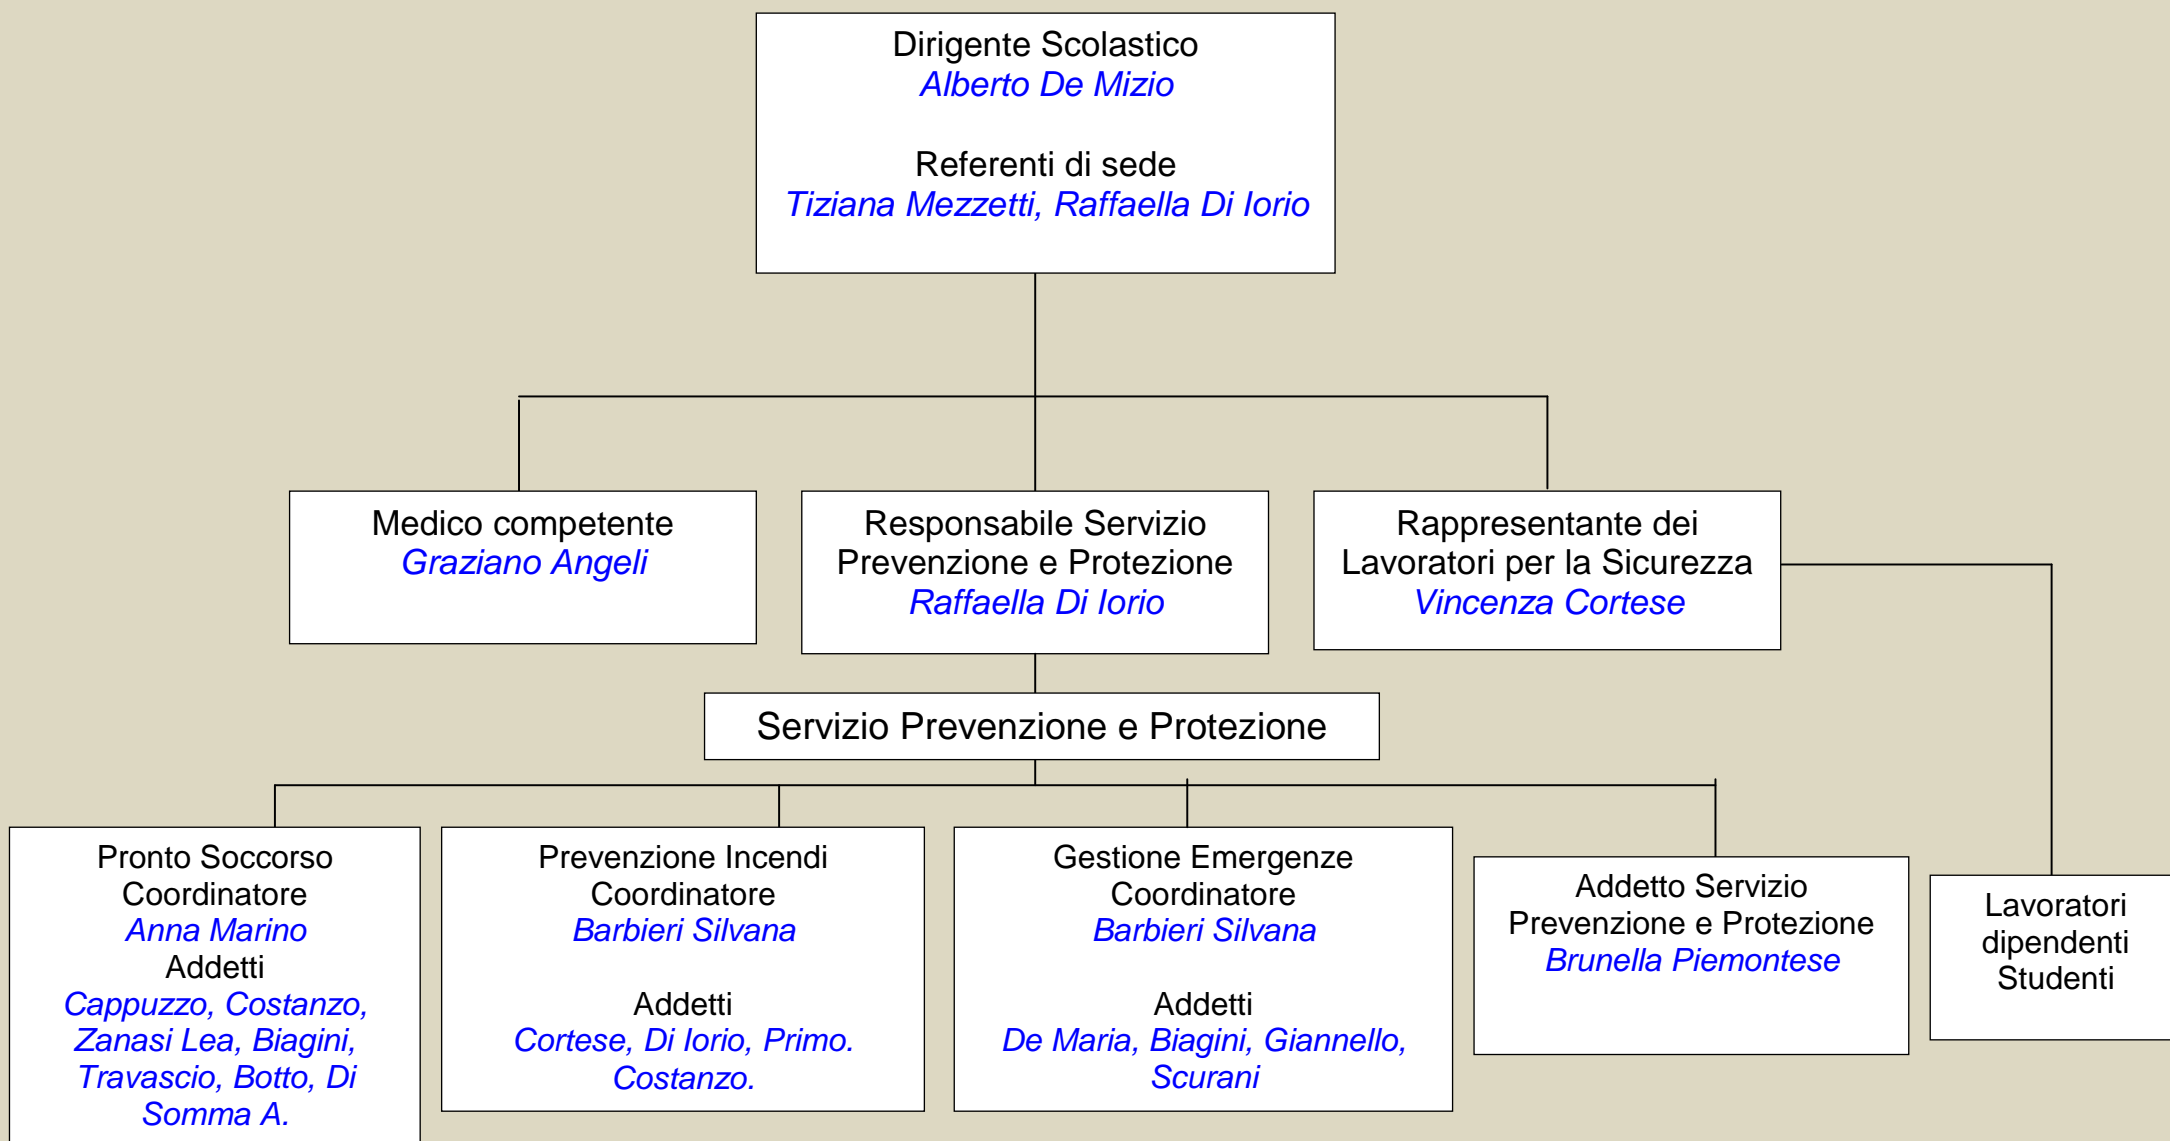 Dirigente Scolastico
Alberto De Mizio
Referenti di sede
Tiziana Mezzetti, Raffaella Di Iorio
Medico competente
Graziano Angeli
Responsabile Servizio
Prevenzione e Protezione
Raffaella Di Iorio
Rappresentante dei
Lavoratori per la Sicurezza
Vincenza Cortese
Servizio Prevenzione e Protezione
Pronto Soccorso
Coordinatore
Anna Marino
Addetti
Cappuzzo, Costanzo,
Zanasi Lea, Biagini,
Travascio, Botto, Di
Somma A.
Prevenzione Incendi
Coordinatore
Barbieri Silvana
Addetti
Cortese, Di Iorio, Primo.
Costanzo.
Gestione Emergenze
Coordinatore
Barbieri Silvana
Addetti
De Maria, Biagini, Giannello,
Scurani
Addetto Servizio
Prevenzione e Protezione
Brunella Piemontese
Lavoratori
dipendenti
Studenti